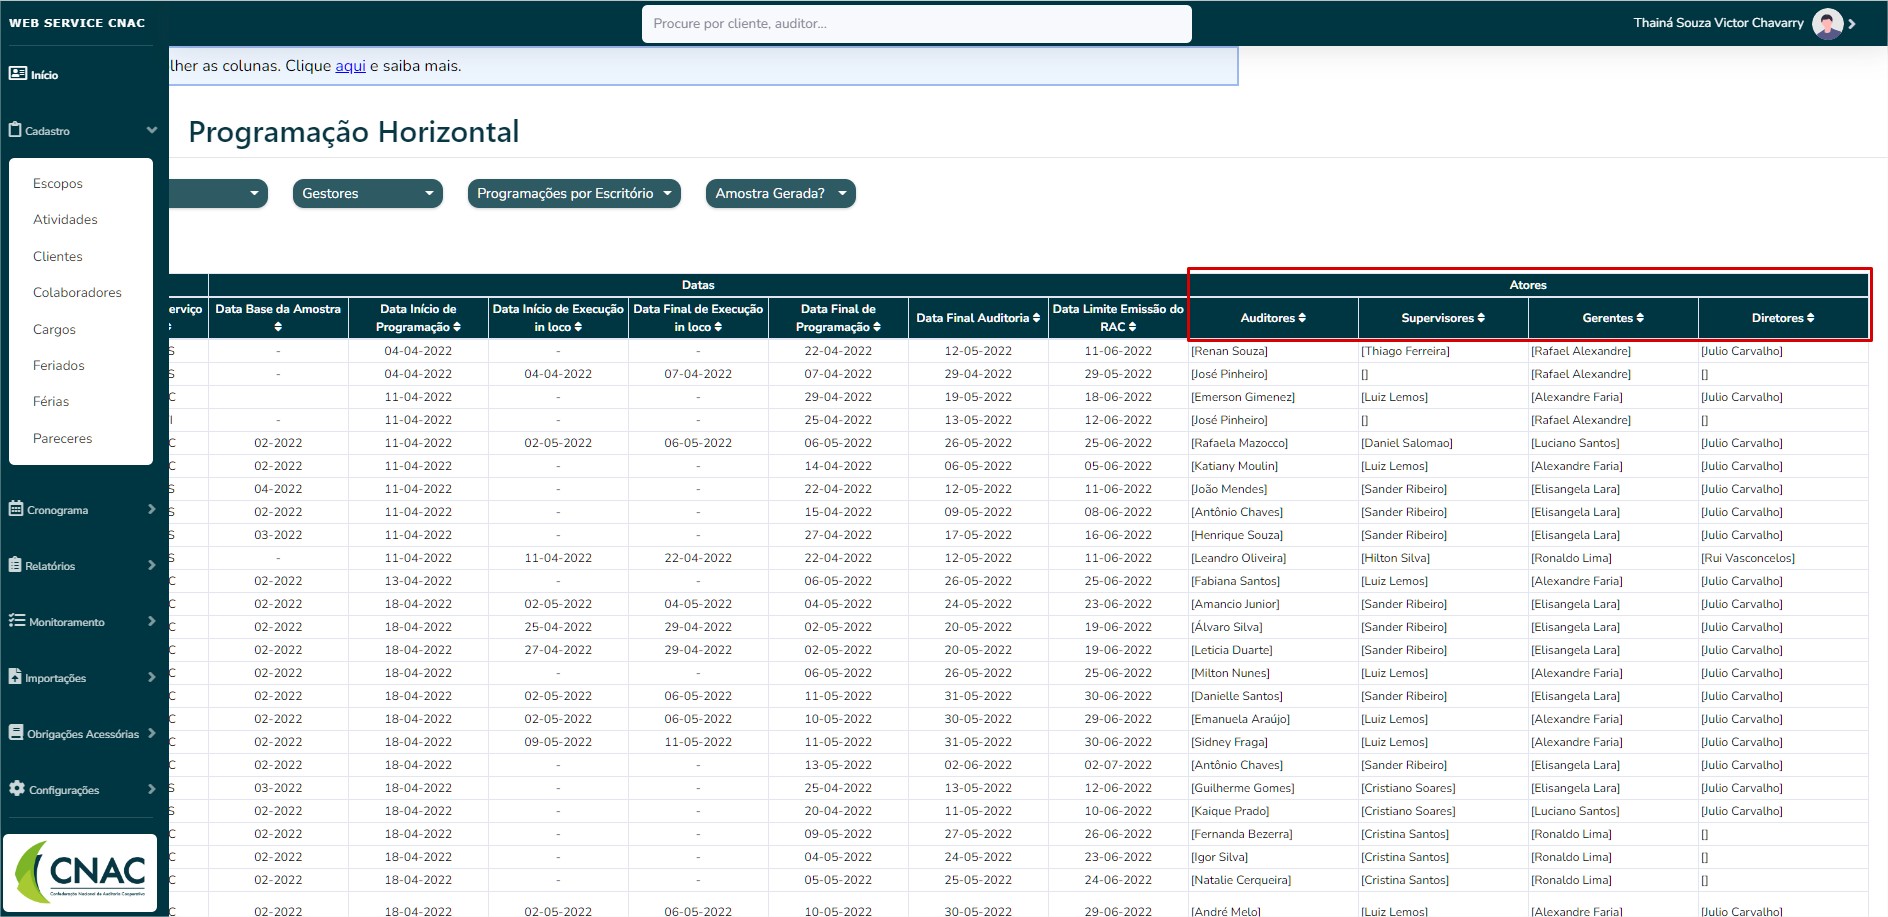 WEB SERVICE CNAC
Procure por cliente, auditor...
Thainá Souza Victor Chavarry
Início
Cadastro
Escopos
Atividades
Clientes
Colaboradores
Cargos
Feriados
Férias
Pareceres
Cronograma
Relatórios
Monitoramento
Importações
Obrigações Acessórias
Configurações
CNAC
Confederação Nacional de Auditoria Cooperativa
lher as colunas. Clique aqui e saiba mais.
Programação Horizontal
Gestores
Programações por Escritório
Amostra Gerada?
Datas
Atores
erviço
Data Base da Amostra
Data Início de Programação
Data Início de Execução in loco
Data Final de Execução in loco
Data Final de Programação
Data Final Auditoria
Data Limite Emissão do RAC
Auditores
Supervisores
Gerentes
Diretores
S - 04-04-2022 - - 22-04-2022 12-05-2022 11-06-2022 [Renan Souza] [Thiago Ferreira] [Rafael Alexandre] [Julio Carvalho]
S - 04-04-2022 04-04-2022 07-04-2022 07-04-2022 29-04-2022 29-05-2022 [José Pinheiro] [] [Rafael Alexandre] []
C 11-04-2022 - - 29-04-2022 19-05-2022 18-06-2022 [Emerson Gimenez] [Luiz Lemos] [Alexandre Faria] [Julio Carvalho]
I - 11-04-2022 - - 25-04-2022 13-05-2022 12-06-2022 [José Pinheiro] [] [Rafael Alexandre] []
C 02-2022 11-04-2022 02-05-2022 06-05-2022 06-05-2022 26-05-2022 25-06-2022 [Rafaela Mazocco] [Daniel Salomao] [Luciano Santos] [Julio Carvalho]
C 02-2022 11-04-2022 - - 14-04-2022 06-05-2022 05-06-2022 [Katiany Moulin] [Luiz Lemos] [Alexandre Faria] [Julio Carvalho]
S 04-2022 11-04-2022 - - 22-04-2022 12-05-2022 11-06-2022 [João Mendes] [Sander Ribeiro] [Elisangela Lara] [Julio Carvalho]
S 02-2022 11-04-2022 - - 15-04-2022 09-05-2022 08-06-2022 [Antônio Chaves] [Sander Ribeiro] [Elisangela Lara] [Julio Carvalho]
S 03-2022 11-04-2022 - - 27-04-2022 17-05-2022 16-06-2022 [Henrique Souza] [Sander Ribeiro] [Elisangela Lara] [Julio Carvalho]
S - 11-04-2022 11-04-2022 22-04-2022 22-04-2022 12-05-2022 11-06-2022 [Leandro Oliveira] [Hilton Silva] [Ronaldo Lima] [Rui Vasconcelos]
C 02-2022 13-04-2022 - - 06-05-2022 26-05-2022 25-06-2022 [Fabiana Santos] [Luiz Lemos] [Alexandre Faria] [Julio Carvalho]
C 02-2022 18-04-2022 02-05-2022 04-05-2022 04-05-2022 24-05-2022 23-06-2022 [Amancio Junior] [Sander Ribeiro] [Elisangela Lara] [Julio Carvalho]
C 02-2022 18-04-2022 25-04-2022 29-04-2022 02-05-2022 20-05-2022 19-06-2022 [Álvaro Silva] [Sander Ribeiro] [Elisangela Lara] [Julio Carvalho]
C 02-2022 18-04-2022 27-04-2022 29-04-2022 02-05-2022 20-05-2022 19-06-2022 [Leticia Duarte] [Sander Ribeiro] [Elisangela Lara] [Julio Carvalho]
C 02-2022 18-04-2022 - - 06-05-2022 26-05-2022 25-06-2022 [Milton Nunes] [Luiz Lemos] [Alexandre Faria] [Julio Carvalho]
C 02-2022 18-04-2022 02-05-2022 06-05-2022 11-05-2022 31-05-2022 30-06-2022 [Danielle Santos] [Sander Ribeiro] [Elisangela Lara] [Julio Carvalho]
C 02-2022 18-04-2022 02-05-2022 06-05-2022 10-05-2022 30-05-2022 29-06-2022 [Emanuela Araújo] [Luiz Lemos] [Alexandre Faria] [Julio Carvalho]
C 02-2022 18-04-2022 09-05-2022 11-05-2022 11-05-2022 31-05-2022 30-06-2022 [Sidney Fraga] [Luiz Lemos] [Alexandre Faria] [Julio Carvalho]
C 02-2022 18-04-2022 - - 13-05-2022 02-06-2022 02-07-2022 [Antônio Chaves] [Sander Ribeiro] [Elisangela Lara] [Julio Carvalho]
S 03-2022 18-04-2022 - - 25-04-2022 13-05-2022 12-06-2022 [Guilherme Gomes] [Cristiano Soares] [Elisangela Lara] [Julio Carvalho]
S 02-2022 18-04-2022 - - 20-04-2022 11-05-2022 10-06-2022 [Kaique Prado] [Cristiano Soares] [Luciano Santos] [Julio Carvalho]
C 02-2022 18-04-2022 - - 09-05-2022 27-05-2022 26-06-2022 [Fernanda Bezerra] [Cristina Santos] [Ronaldo Lima] []
C 02-2022 18-04-2022 - - 04-05-2022 24-05-2022 23-06-2022 [Igor Silva] [Cristina Santos] [Ronaldo Lima] []
C 02-2022 18-04-2022 - - 05-05-2022 25-05-2022 24-06-2022 [Natalie Cerqueira] [Cristina Santos] [Ronaldo Lima] []
C 02-2022 18-04-2022 02-05-2022 06-05-2022 10-05-2022 30-05-2022 29-06-2022 [André Melo] [Luiz Lemos] [Alexandre Faria] [Julio Carvalho]